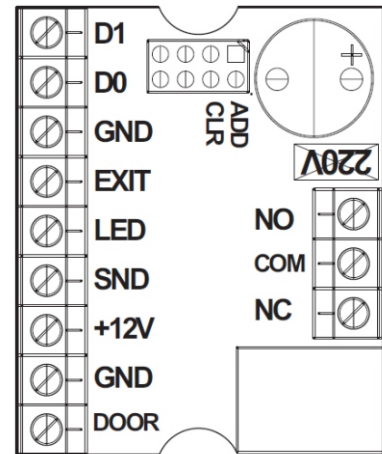 D1
D0
GND
EXIT
LED
SND
+12V
GND
DOOR
ADD
CLR
+
220V
NO
COM
NC